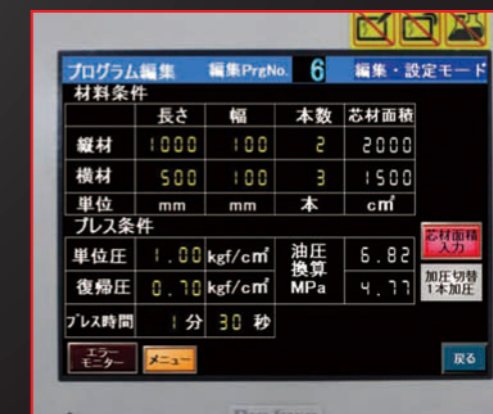 プログラム編集 編集PrgNo. 6 編集・設定モード
材料条件
長さ 幅 本数 芯材面積
縦材 1000 100 2 2000
横材 500 100 3 1500
単位 mm mm 本 c㎡
プレス条件
単位圧 1.00 kgf/c㎡ 油圧換算MPa 6.82
復帰圧 0.70 kgf/c㎡ 4.77
プレス時間 1 分 30 秒
芯材面積
入力
加圧切替
1本加圧
エラー
モニター
メニュー
戻る